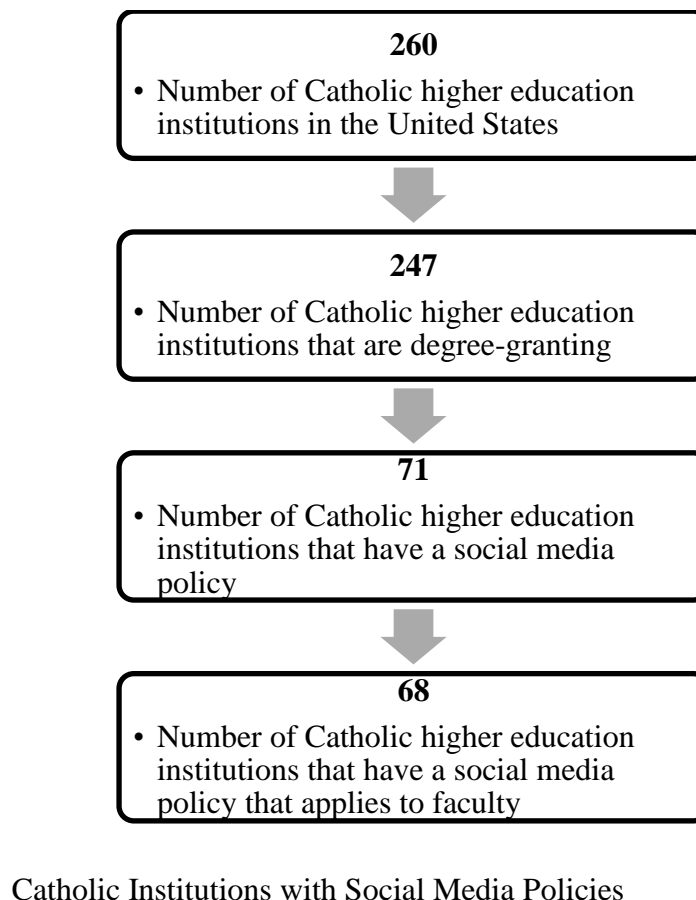 260
• Number of Catholic higher education
institutions in the United States
247
• Number of Catholic higher education
institutions that are degree-granting
71
• Number of Catholic higher education
institutions that have a social media
policy
68
• Number of Catholic higher education
institutions that have a social media
policy that applies to faculty
Catholic Institutions with Social Media Policies